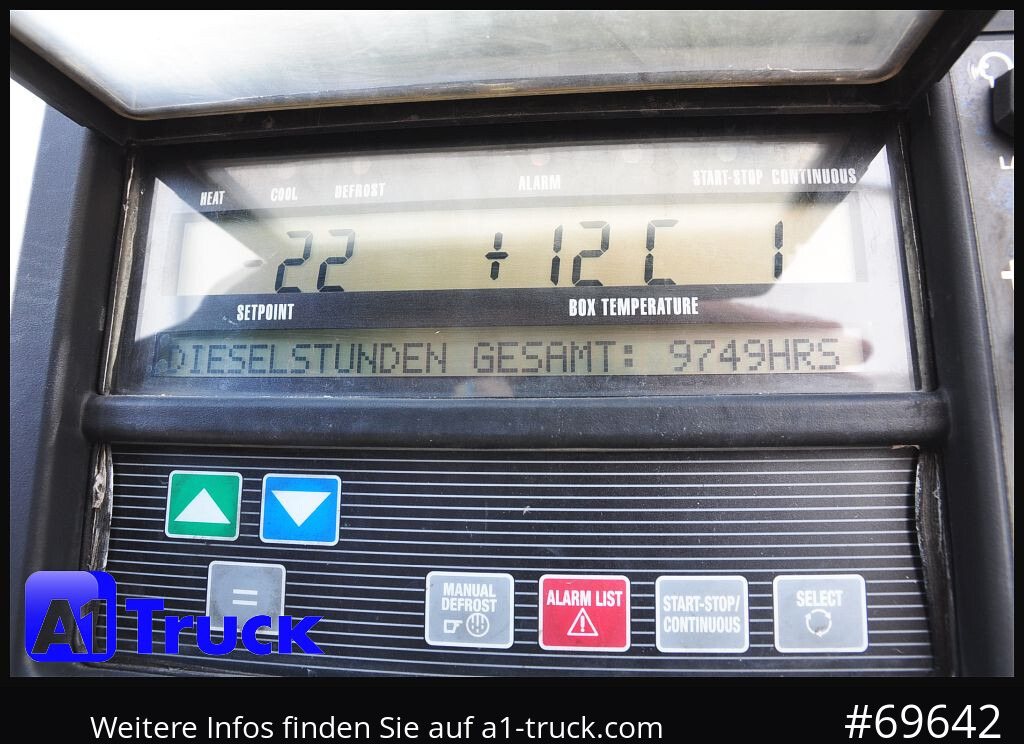 HEAT COOL DEFROST ALARM START-STOP CONTINUOUS
-22 +12C 1
SETPOINT BOX TEMPERATURE
DIESELSTUNDEN GESAMT: 9749HRS
=
MANUAL DEFROST
ALARM LIST
START-STOP/
CONTINUOUS
SELECT
A1 Truck
Weitere Infos finden Sie auf a1-truck.com
#69642